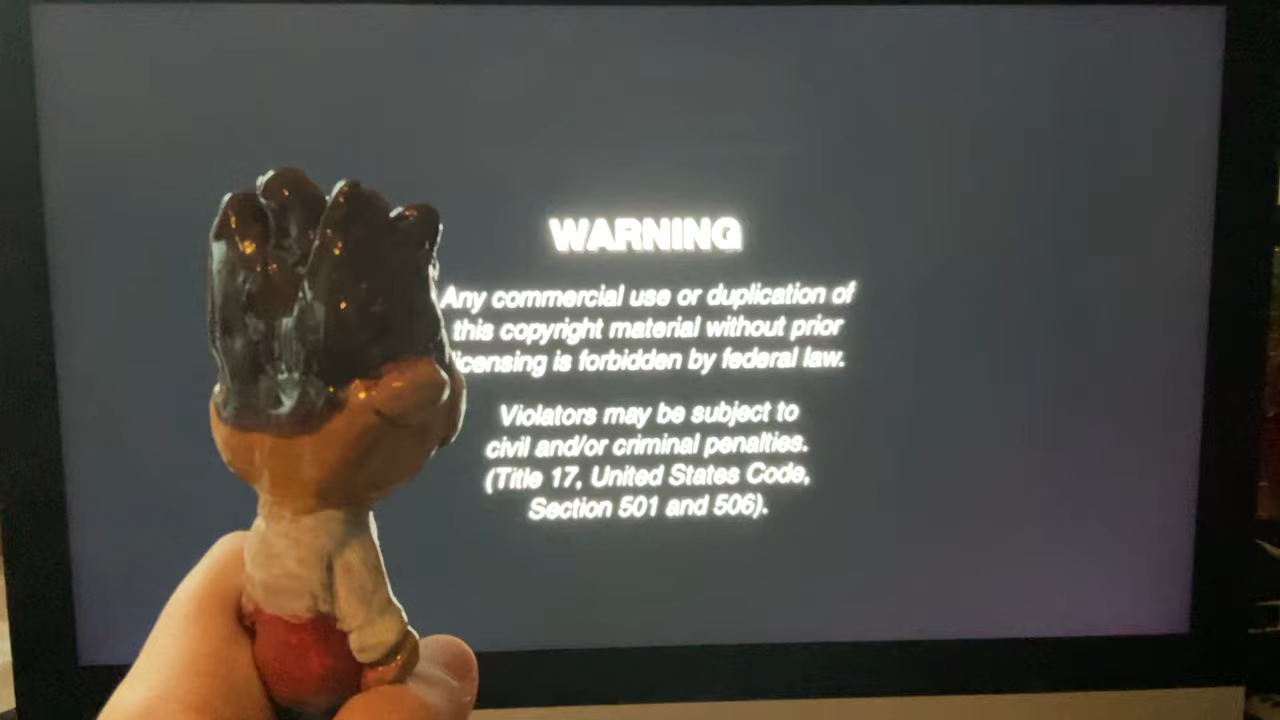 WARNING
Any commercial use or duplication of
this copyright material without prior
licensing is forbidden by federal law.
Violators may be subject to
civil and/or criminal penalties.
(Title 17, United States Code,
Section 501 and 506).